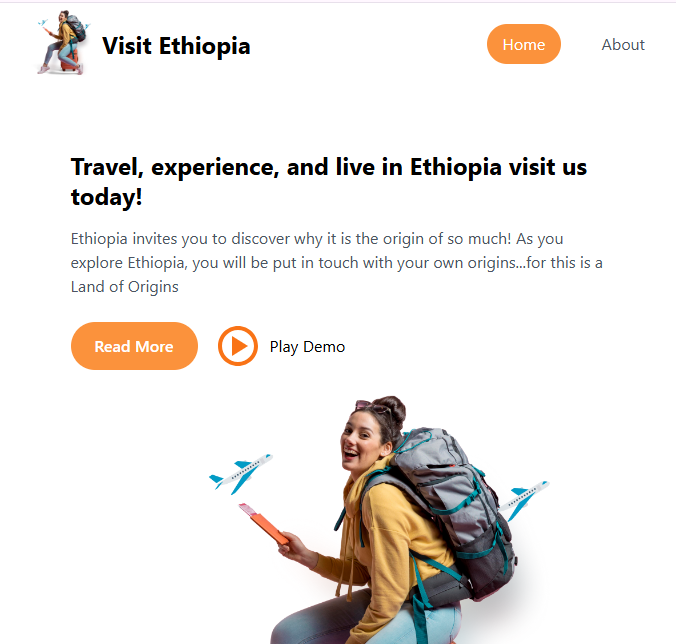 Visit Ethiopia
Home
About
Travel, experience, and live in Ethiopia visit us
today!
Ethiopia invites you to discover why it is the origin of so much! As you
explore Ethiopia, you will be put in touch with your own origins...for this is a
Land of Origins
Read More
Play Demo